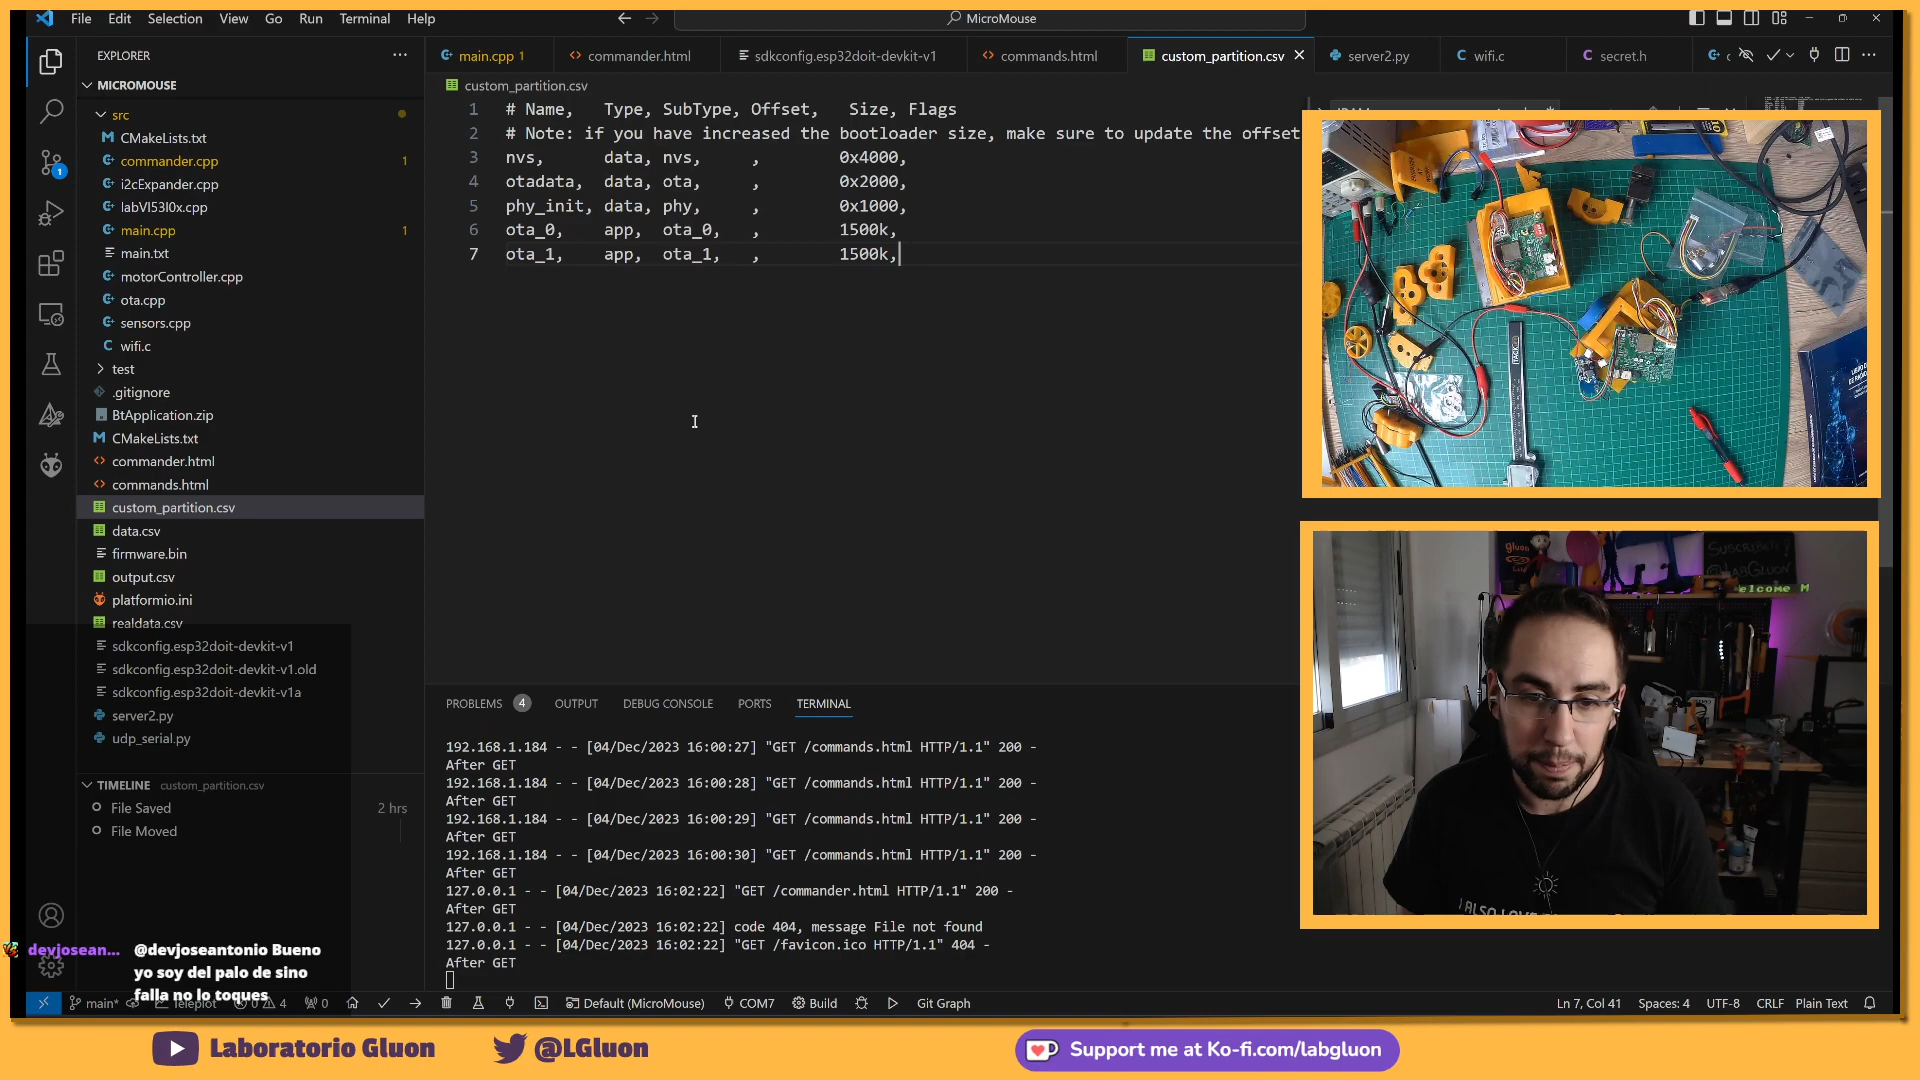 File Edit Selection View Go Run Terminal Help
MicroMouse
EXPLORER
MICROMOUSE
src
CMakeLists.txt
commander.cpp 1
i2cExpander.cpp
labVl53l0x.cpp
main.cpp 1
main.txt
motorController.cpp
ota.cpp
sensors.cpp
wifi.c
test
.gitignore
BtApplication.zip
CMakeLists.txt
commander.html
commands.html
custom_partition.csv
data.csv
firmware.bin
output.csv
platformio.ini
realdata.csv
sdkconfig.esp32doit-devkit-v1
sdkconfig.esp32doit-devkit-v1.old
sdkconfig.esp32doit-devkit-v1a
server2.py
udp_serial.py
TIMELINE custom_partition.csv
File Saved 2 hrs
File Moved
main.cpp 1 commander.html sdkconfig.esp32doit-devkit-v1 commands.html custom_partition.csv server2.py wifi.c secret.h
custom_partition.csv
1 # Name, Type, SubType, Offset, Size, Flags
2 # Note: if you have increased the bootloader size, make sure to update the offset
3 nvs, data, nvs, , 0x4000,
4 otadata, data, ota, , 0x2000,
5 phy_init, data, phy, , 0x1000,
6 ota_0, app, ota_0, , 1500k,
7 ota_1, app, ota_1, , 1500k,
PROBLEMS 4 OUTPUT DEBUG CONSOLE PORTS TERMINAL
192.168.1.184 - - [04/Dec/2023 16:00:27] "GET /commands.html HTTP/1.1" 200 -
After GET
192.168.1.184 - - [04/Dec/2023 16:00:28] "GET /commands.html HTTP/1.1" 200 -
After GET
192.168.1.184 - - [04/Dec/2023 16:00:29] "GET /commands.html HTTP/1.1" 200 -
After GET
192.168.1.184 - - [04/Dec/2023 16:00:30] "GET /commands.html HTTP/1.1" 200 -
After GET
127.0.0.1 - - [04/Dec/2023 16:02:22] "GET /commander.html HTTP/1.1" 200 -
After GET
127.0.0.1 - - [04/Dec/2023 16:02:22] code 404, message File not found
127.0.0.1 - - [04/Dec/2023 16:02:22] "GET /favicon.ico HTTP/1.1" 404 -
After GET
gluon
SUSCRIBER!
@LABGLUON
elcome M
I ALSO
devjosean... @devjoseantonio Bueno
yo soy del palo de sino
falla no lo toques
main* Teleplot 0 4 0 Default (MicroMouse) COM7 Build Git Graph Ln 7, Col 41 Spaces: 4 UTF-8 CRLF Plain Text
Laboratorio Gluon @LGluon Support me at Ko-fi.com/labgluon